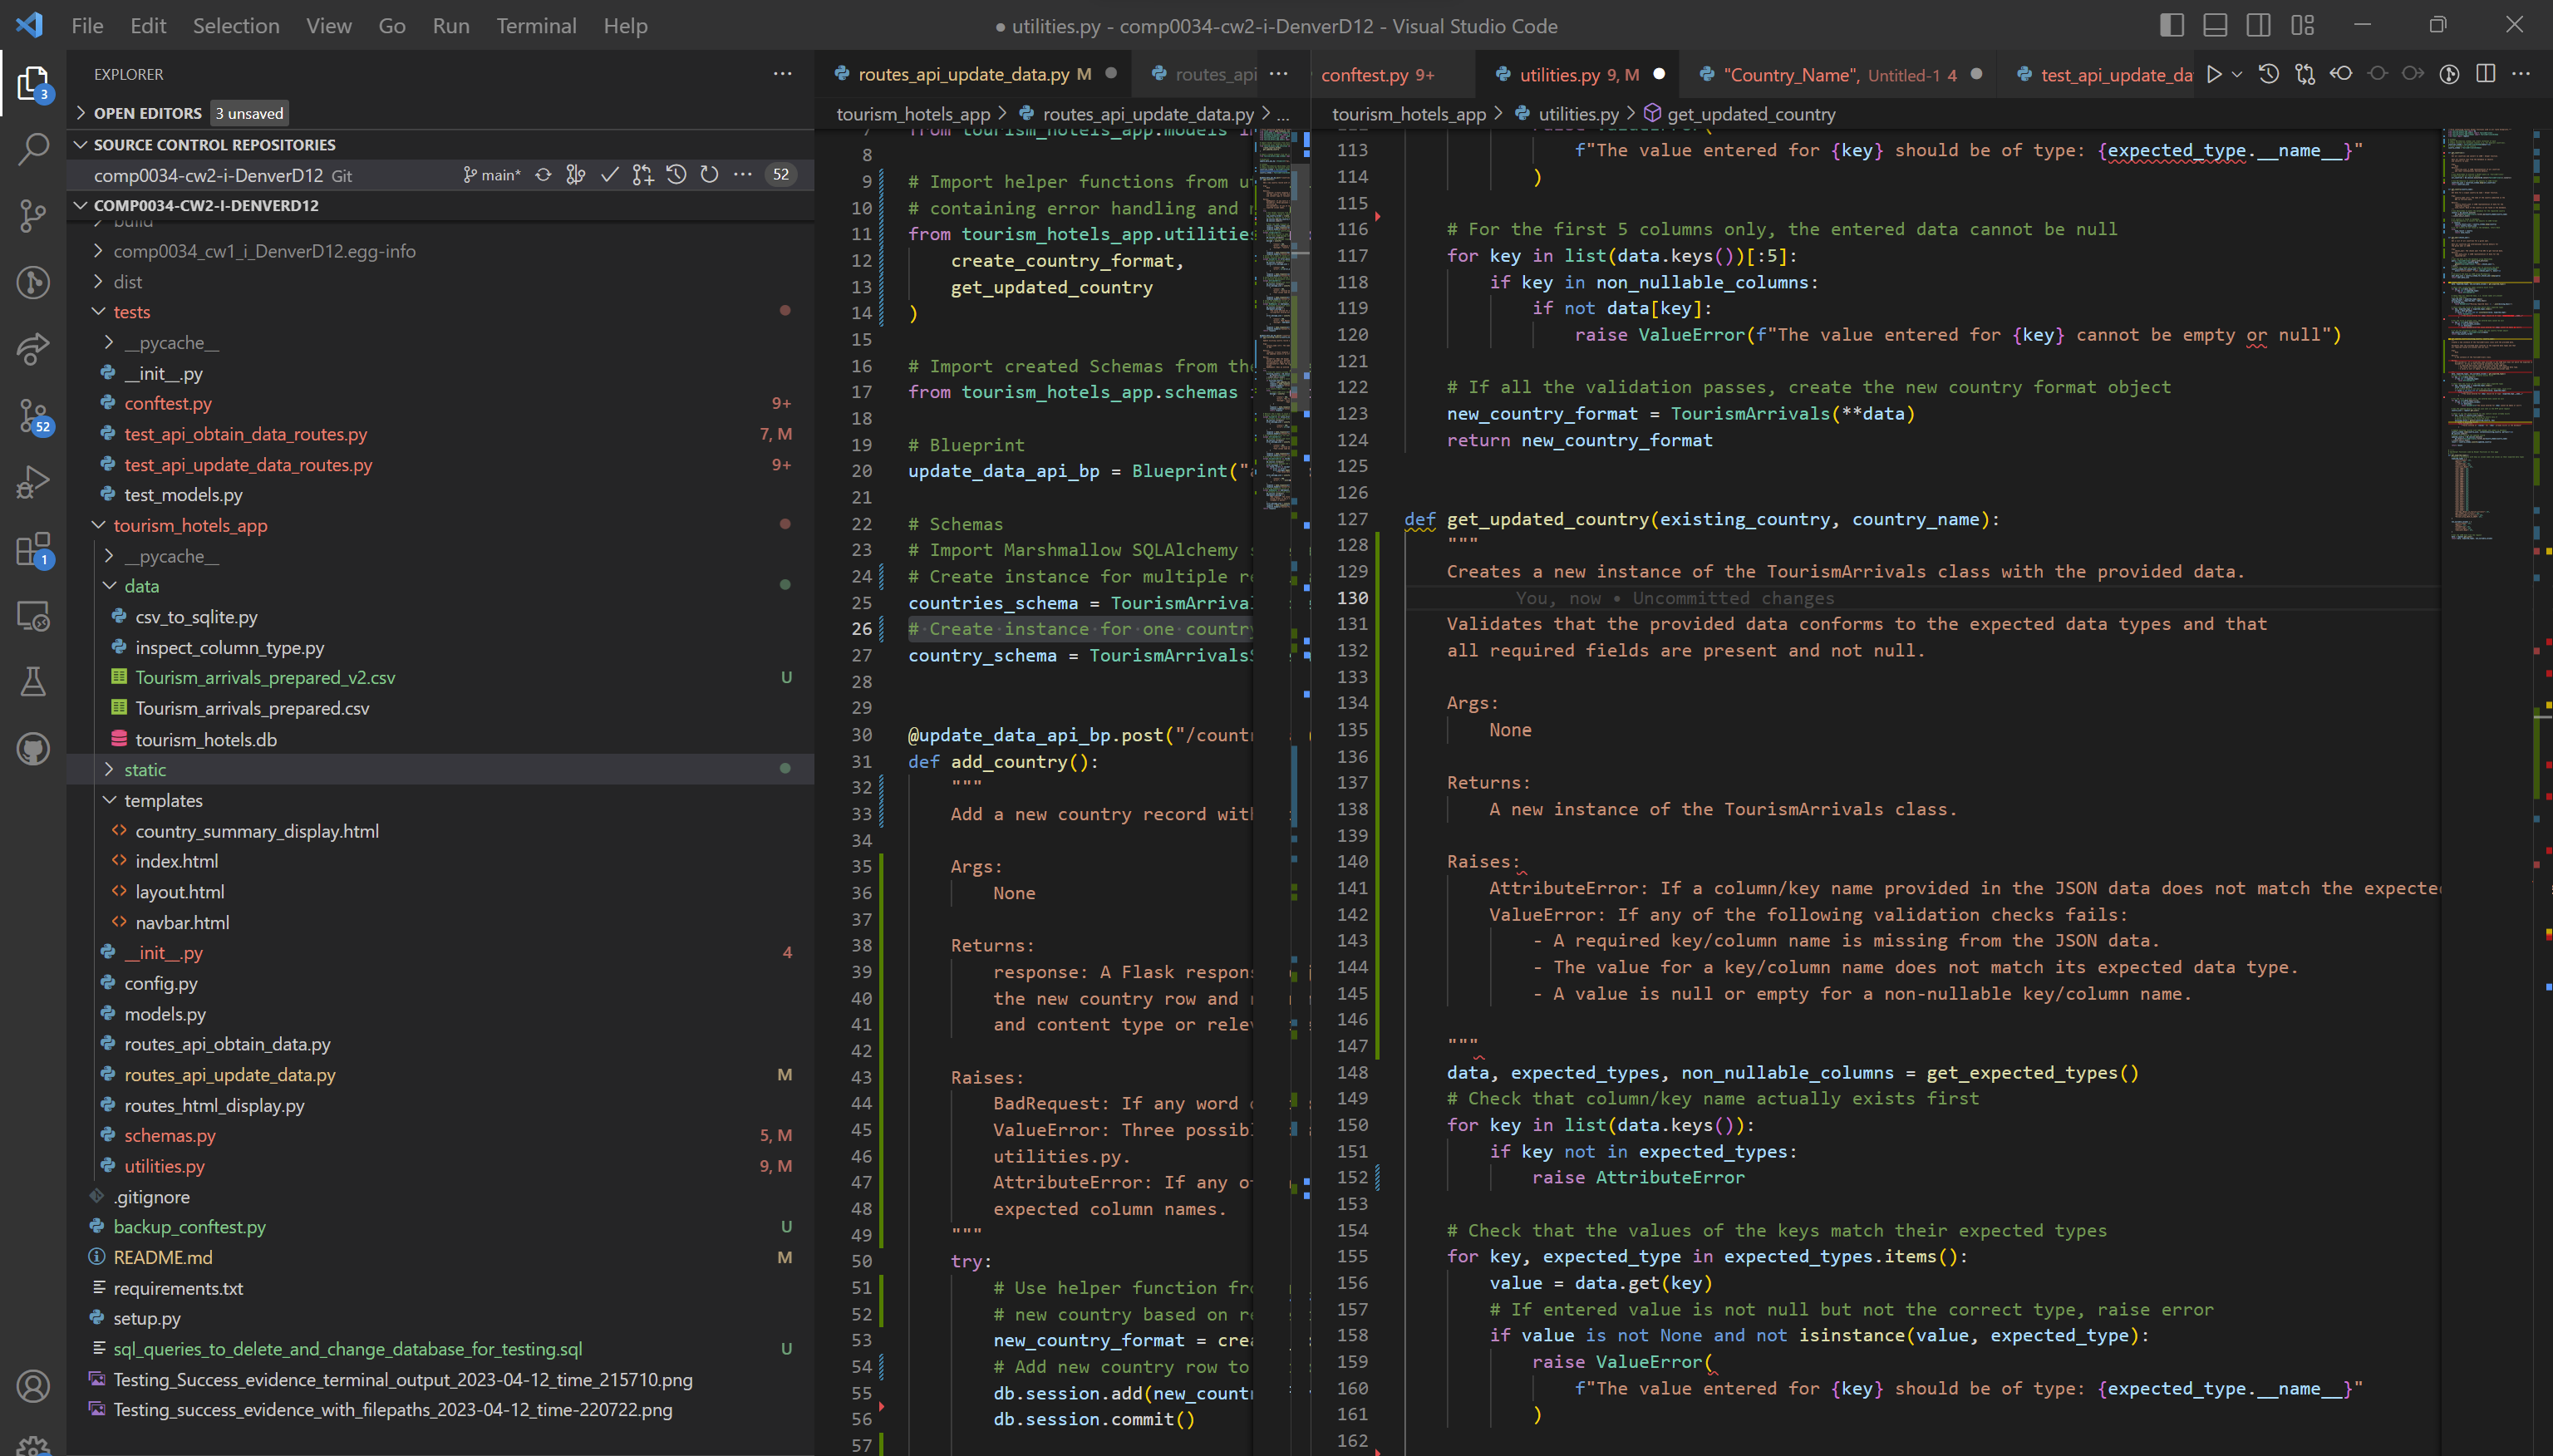 File Edit Selection View Go Run Terminal Help
● utilities.py - comp0034-cw2-i-DenverD12 - Visual Studio Code
EXPLORER
OPEN EDITORS 3 unsaved
SOURCE CONTROL REPOSITORIES
comp0034-cw2-i-DenverD12 Git main* 52
COMP0034-CW2-I-DENVERD12
build
comp0034_cw1_i_DenverD12.egg-info
dist
tests
__pycache__
__init__.py
conftest.py 9+
test_api_obtain_data_routes.py 7, M
test_api_update_data_routes.py 9+
test_models.py
tourism_hotels_app
__pycache__
data
csv_to_sqlite.py
inspect_column_type.py
Tourism_arrivals_prepared_v2.csv U
Tourism_arrivals_prepared.csv
tourism_hotels.db
static
templates
country_summary_display.html
index.html
layout.html
navbar.html
__init__.py 4
config.py
models.py
routes_api_obtain_data.py
routes_api_update_data.py M
routes_html_display.py
schemas.py 5, M
utilities.py 9, M
.gitignore
backup_conftest.py U
README.md M
requirements.txt
setup.py
sql_queries_to_delete_and_change_database_for_testing.sql U
Testing_Success_evidence_terminal_output_2023-04-12_time_215710.png
Testing_success_evidence_with_filepaths_2023-04-12_time-220722.png
3
52
1
routes_api_update_data.py M ● routes_api ...
tourism_hotels_app > routes_api_update_data.py > ...
7 from tourism_hotels_app.models
8
9 # Import helper functions from
10 # containing error handling and
11 from tourism_hotels_app.utilities
12 create_country_format,
13 get_updated_country
14 )
15
16 # Import created Schemas from the
17 from tourism_hotels_app.schemas
18
19 # Blueprint
20 update_data_api_bp = Blueprint("
21
22 # Schemas
23 # Import Marshmallow SQLAlchemy
24 # Create instance for multiple
25 countries_schema = TourismArrival
26 # Create instance for one country
27 country_schema = TourismArrivals
28
29
30 @update_data_api_bp.post("/countr
31 def add_country():
32 """
33 Add a new country record with
34
35 Args:
36 None
37
38 Returns:
39 response: A Flask respons
40 the new country row and
41 and content type or relev
42
43 Raises:
44 BadRequest: If any word
45 ValueError: Three possibl
46 utilities.py.
47 AttributeError: If any of
48 expected column names.
49 """
50 try:
51 # Use helper function fro
52 # new country based on re
53 new_country_format = crea
54 # Add new country row to
55 db.session.add(new_countr
56 db.session.commit()
57
conftest.py 9+ utilities.py 9, M ● "Country_Name", Untitled-1 4 ● test_api_update_da
tourism_hotels_app > utilities.py > get_updated_country
112 raise ValueError(
113 f"The value entered for {key} should be of type: {expected_type.__name__}"
114 )
115
116 # For the first 5 columns only, the entered data cannot be null
117 for key in list(data.keys())[:5]:
118 if key in non_nullable_columns:
119 if not data[key]:
120 raise ValueError(f"The value entered for {key} cannot be empty or null")
121
122 # If all the validation passes, create the new country format object
123 new_country_format = TourismArrivals(**data)
124 return new_country_format
125
126
127 def get_updated_country(existing_country, country_name):
128 """
129 Creates a new instance of the TourismArrivals class with the provided data.
130 You, now • Uncommitted changes
131 Validates that the provided data conforms to the expected data types and that
132 all required fields are present and not null.
133
134 Args:
135 None
136
137 Returns:
138 A new instance of the TourismArrivals class.
139
140 Raises:
141 AttributeError: If a column/key name provided in the JSON data does not match the expecte
142 ValueError: If any of the following validation checks fails:
143 - A required key/column name is missing from the JSON data.
144 - The value for a key/column name does not match its expected data type.
145 - A value is null or empty for a non-nullable key/column name.
146
147 """
148 data, expected_types, non_nullable_columns = get_expected_types()
149 # Check that column/key name actually exists first
150 for key in list(data.keys()):
151 if key not in expected_types:
152 raise AttributeError
153
154 # Check that the values of the keys match their expected types
155 for key, expected_type in expected_types.items():
156 value = data.get(key)
157 # If entered value is not null but not the correct type, raise error
158 if value is not None and not isinstance(value, expected_type):
159 raise ValueError(
160 f"The value entered for {key} should be of type: {expected_type.__name__}"
161 )
162